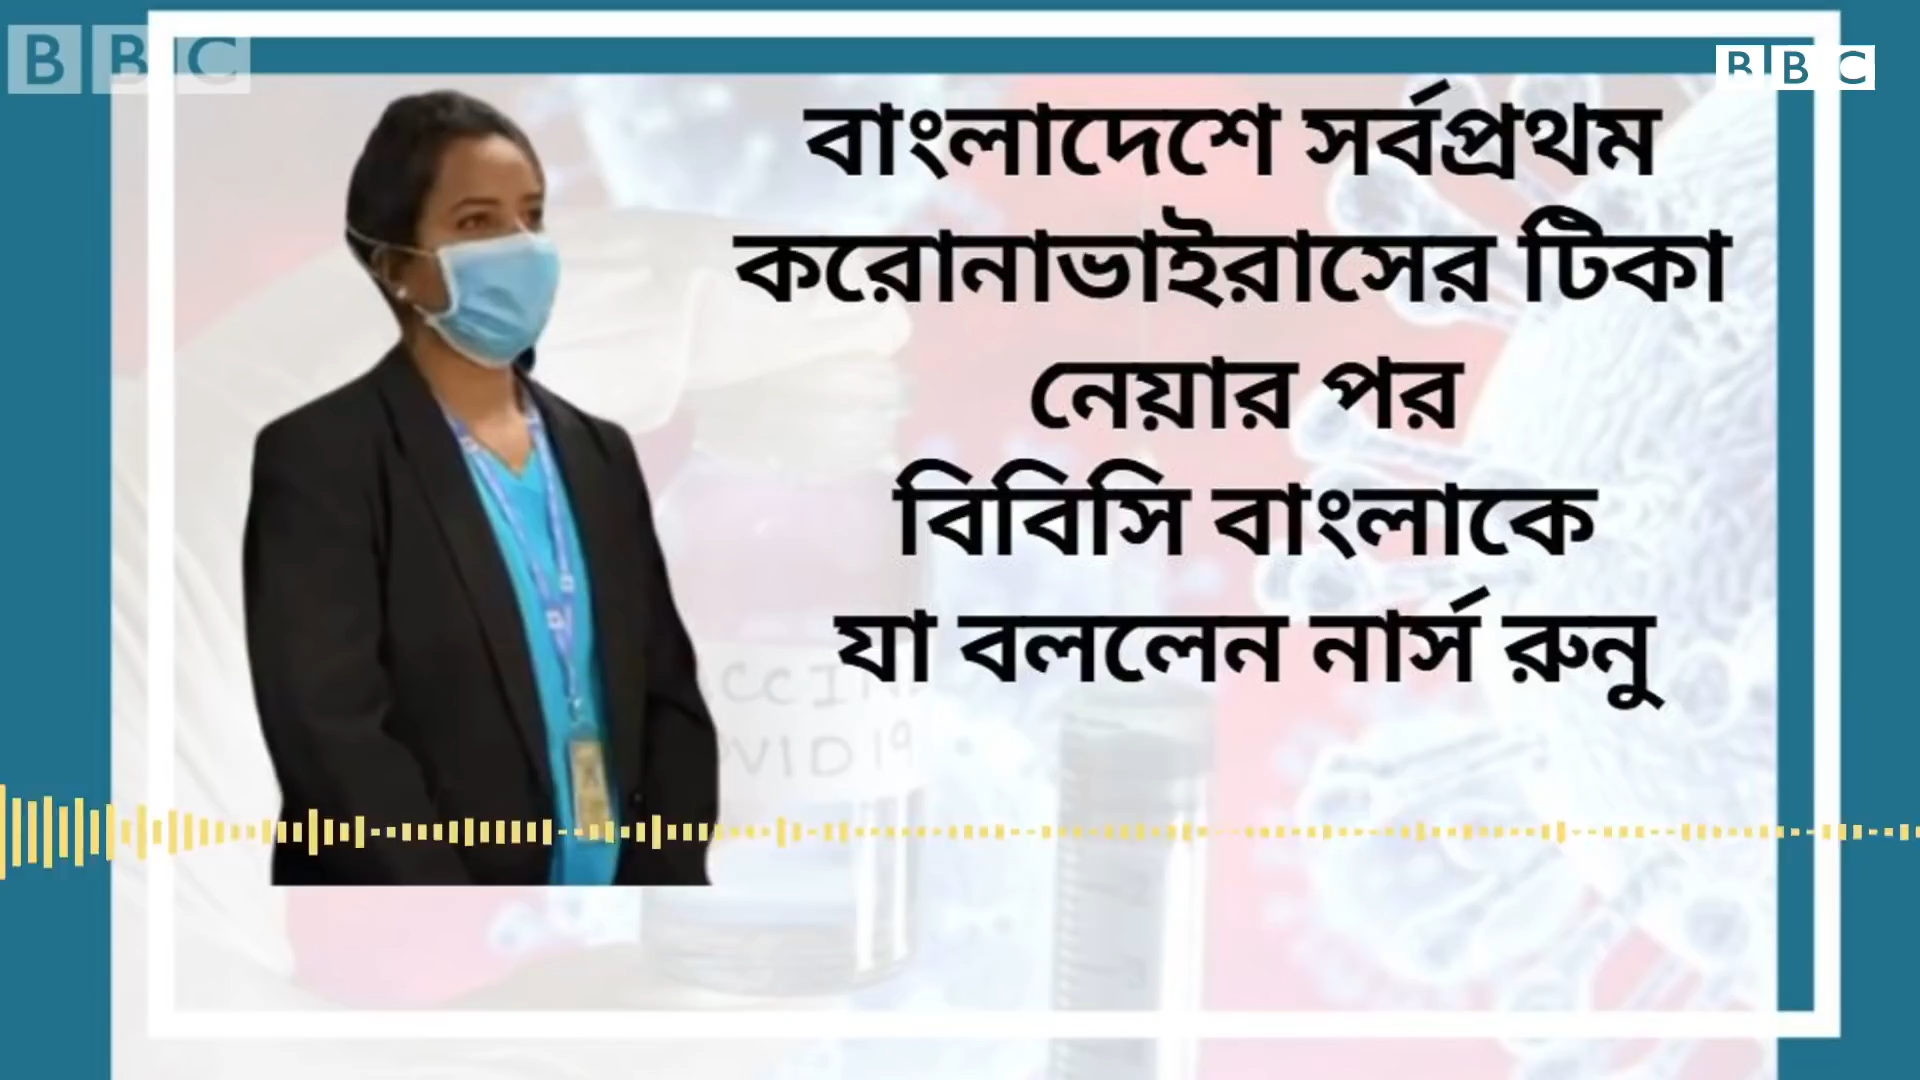 BBC
BBC
বাংলাদেশে সর্বপ্রথম
করোনাভাইরাসের টিকা
নেয়ার পর
বিবিসি বাংলাকে
যা বললেন নার্স রুনু